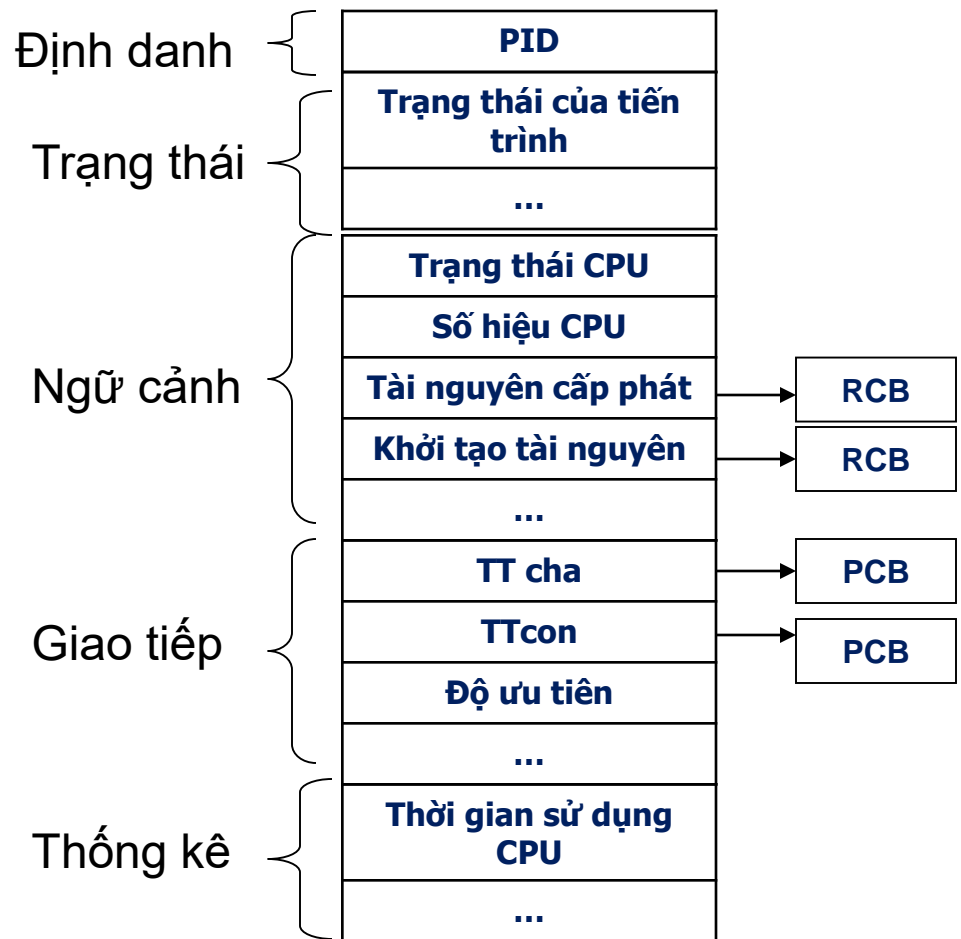 Định danh
PID
Trạng thái
Trạng thái của tiến
trình
...
Ngữ cảnh
Trạng thái CPU
Số hiệu CPU
Tài nguyên cấp phát
RCB
Khởi tạo tài nguyên
RCB
...
Giao tiếp
TT cha
PCB
TTcon
PCB
Độ ưu tiên
...
Thống kê
Thời gian sử dụng
CPU
...